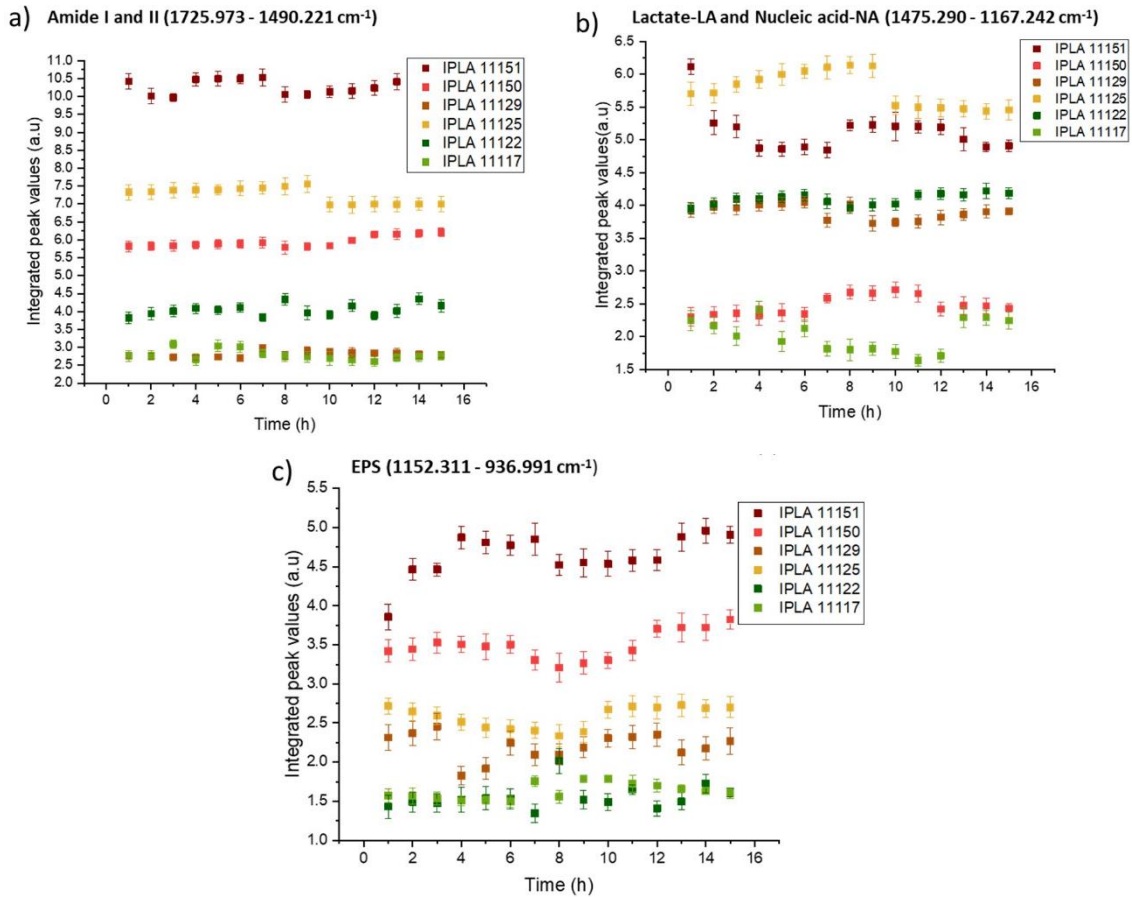 a) Amide I and II (1725.973 - 1490.221 cm⁻¹)
Integrated peak values (a.u)
11.0
10.5
10.0
9.5
9.0
8.5
8.0
7.5
7.0
6.5
6.0
5.5
5.0
4.5
4.0
3.5
3.0
2.5
2.0
0 2 4 6 8 10 12 14 16
Time (h)
IPLA 11151
IPLA 11150
IPLA 11129
IPLA 11125
IPLA 11122
IPLA 11117
b) Lactate-LA and Nucleic acid-NA (1475.290 - 1167.242 cm⁻¹)
Integrated peak values(a.u)
6.5
6.0
5.5
5.0
4.5
4.0
3.5
3.0
2.5
2.0
1.5
0 2 4 6 8 10 12 14 16
Time (h)
IPLA 11151
IPLA 11150
IPLA 11129
IPLA 11125
IPLA 11122
IPLA 11117
c) EPS (1152.311 - 936.991 cm⁻¹)
Integrated peak values (a.u)
5.5
5.0
4.5
4.0
3.5
3.0
2.5
2.0
1.5
1.0
0 2 4 6 8 10 12 14 16
Time (h)
IPLA 11151
IPLA 11150
IPLA 11129
IPLA 11125
IPLA 11122
IPLA 11117